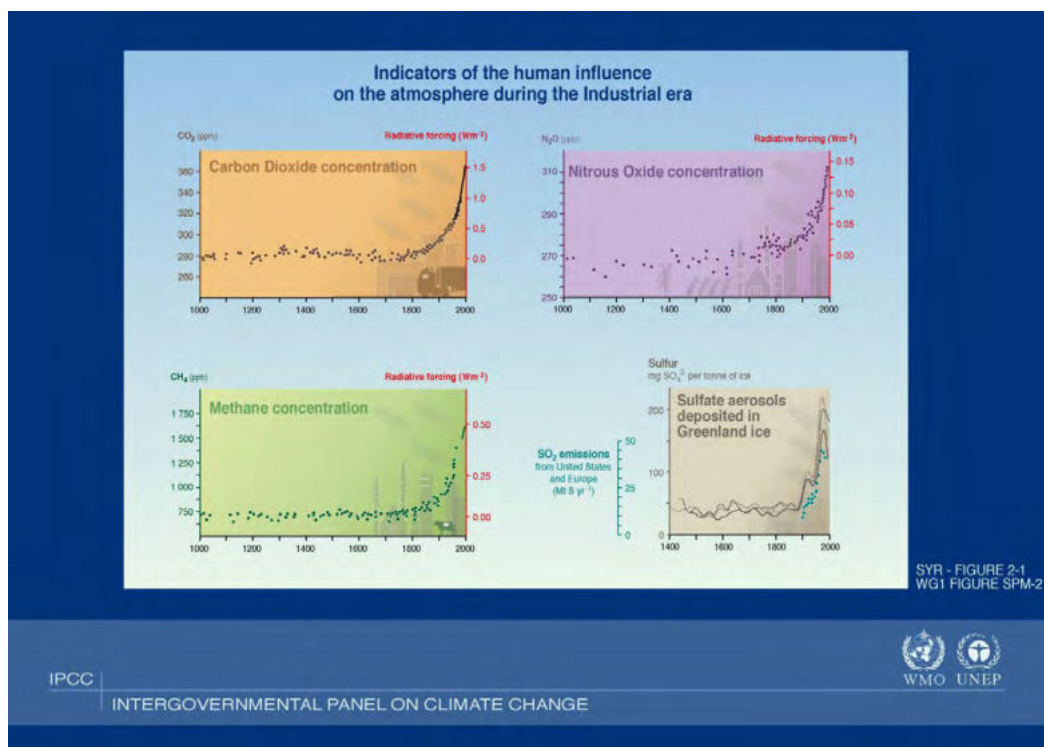 Indicators of the human influence
on the atmosphere during the Industrial era
CO₂ (ppm)
Radiative forcing (Wm⁻²)
Carbon Dioxide concentration
360
340
320
300
280
260
1.5
1.0
0.5
0.0
1000 1200 1400 1600 1800 2000
N₂O (ppb)
Radiative forcing (Wm⁻²)
Nitrous Oxide concentration
310
290
270
250
0.15
0.10
0.05
0.00
1000 1200 1400 1600 1800 2000
CH₄ (ppb)
Radiative forcing (Wm⁻²)
Methane concentration
1 750
1 500
1 250
1 000
750
0.50
0.25
0.00
1000 1200 1400 1600 1800 2000
Sulfur
mg SO₄ per tonne of ice
Sulfate aerosols
deposited in
Greenland ice
200
100
0
SO₂ emissions
from United States
and Europe
(Mt S yr⁻¹)
50
25
0
1400 1600 1800 2000
SYR - FIGURE 2-1
WG1 FIGURE SPM-2
WMO UNEP
IPCC
INTERGOVERNMENTAL PANEL ON CLIMATE CHANGE